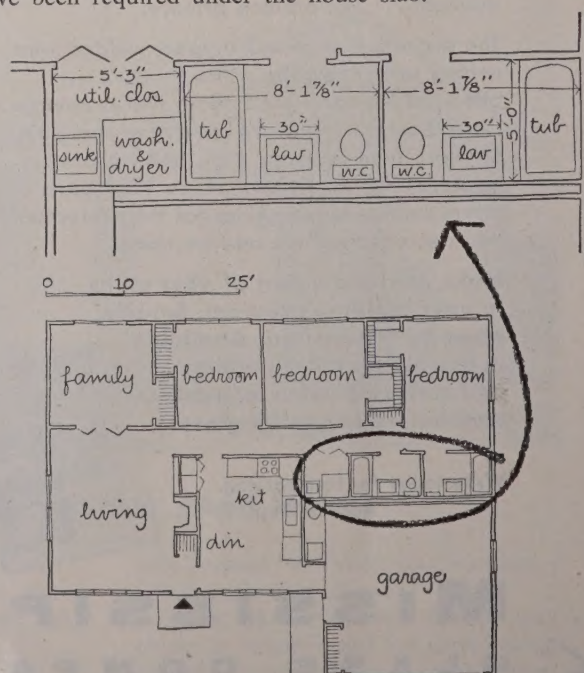 ve been required under the house slab.
5'-3"
util. clos
sink
wash.
&
dryer
tub
8'-1⅞"
30"
lav
WC
8'-1⅞"
WC
30"
lav
5'-0"
tub
0 10 25'
family
bedroom
bedroom
bedroom
living
kit
din
garage